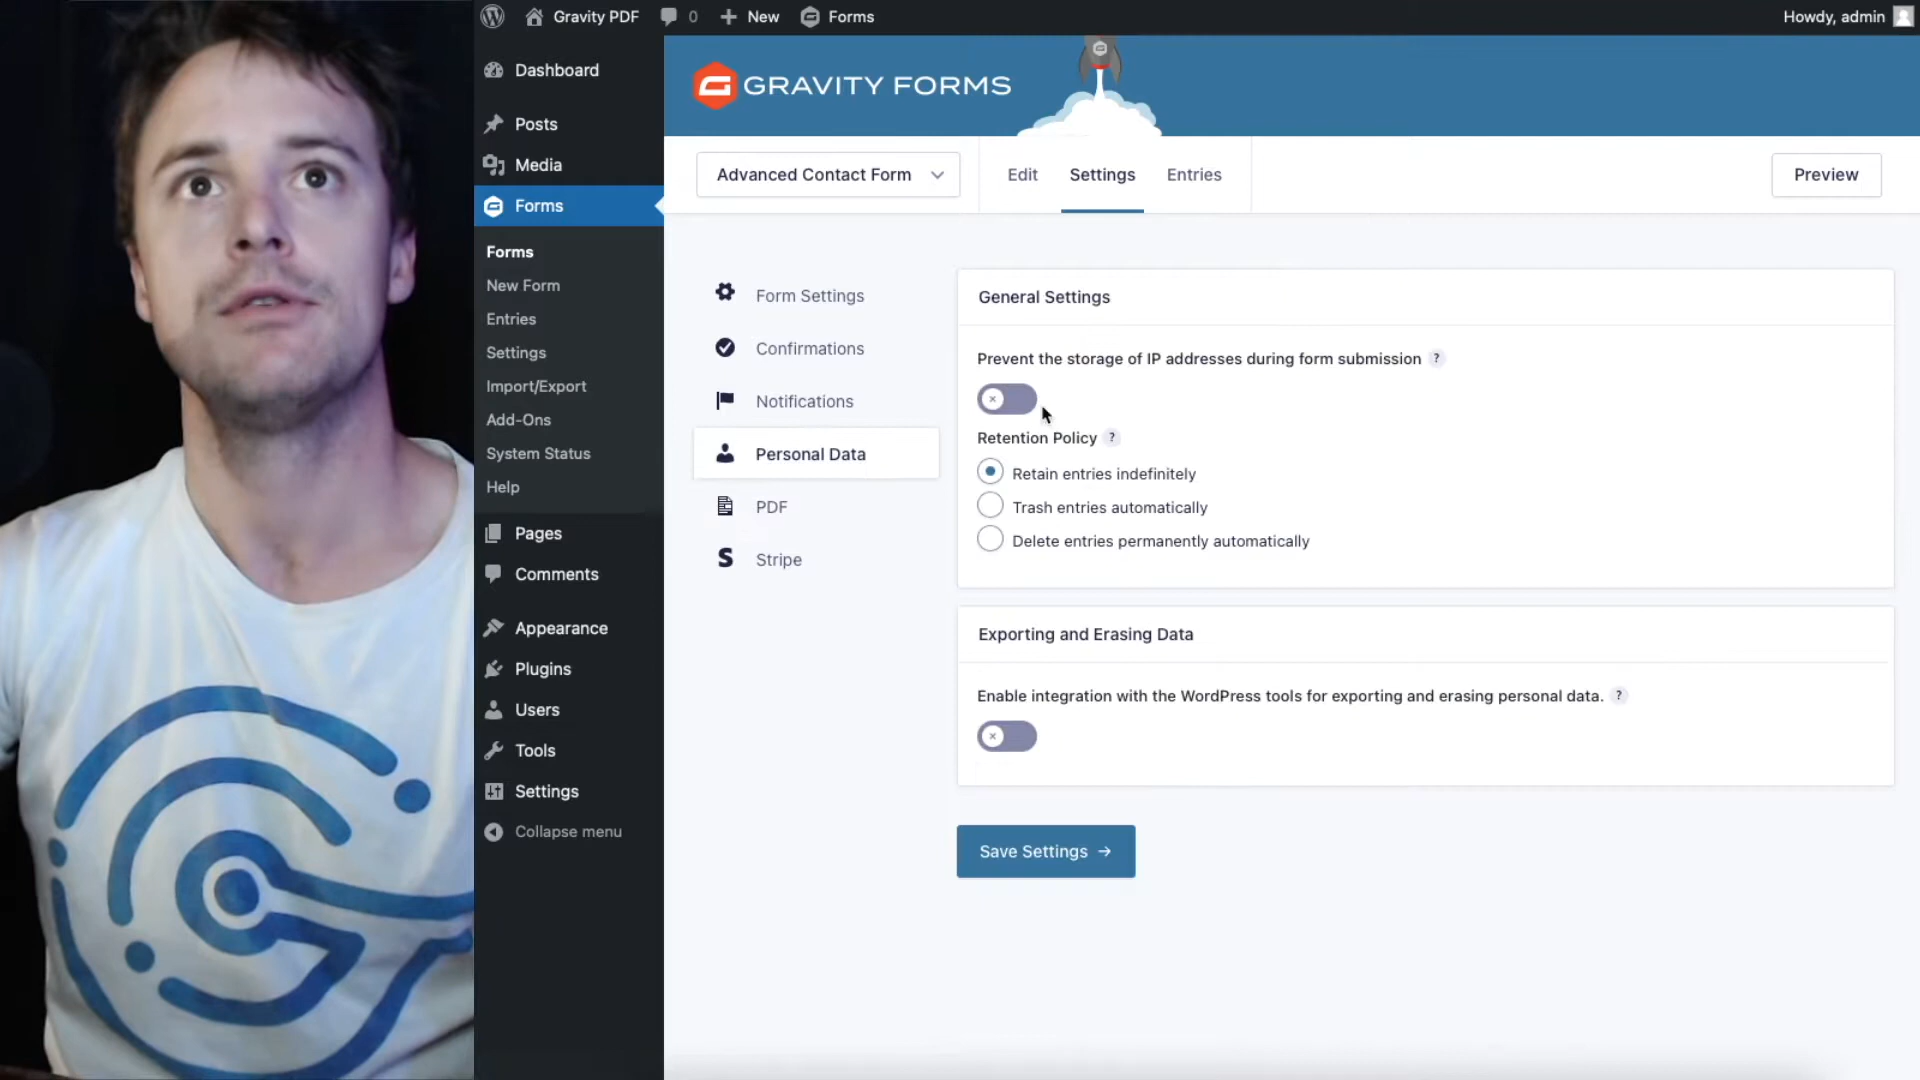 Gravity PDF 0 New Forms Howdy, admin
Dashboard
Posts
Media
Forms
Forms
New Form
Entries
Settings
Import/Export
Add-Ons
System Status
Help
Pages
Comments
Appearance
Plugins
Users
Tools
Settings
Collapse menu
GRAVITY FORMS
Advanced Contact Form Edit Settings Entries Preview
Form Settings
Confirmations
Notifications
Personal Data
PDF
Stripe
General Settings
Prevent the storage of IP addresses during form submission ?
Retention Policy ?
Retain entries indefinitely
Trash entries automatically
Delete entries permanently automatically
Exporting and Erasing Data
Enable integration with the WordPress tools for exporting and erasing personal data. ?
Save Settings →